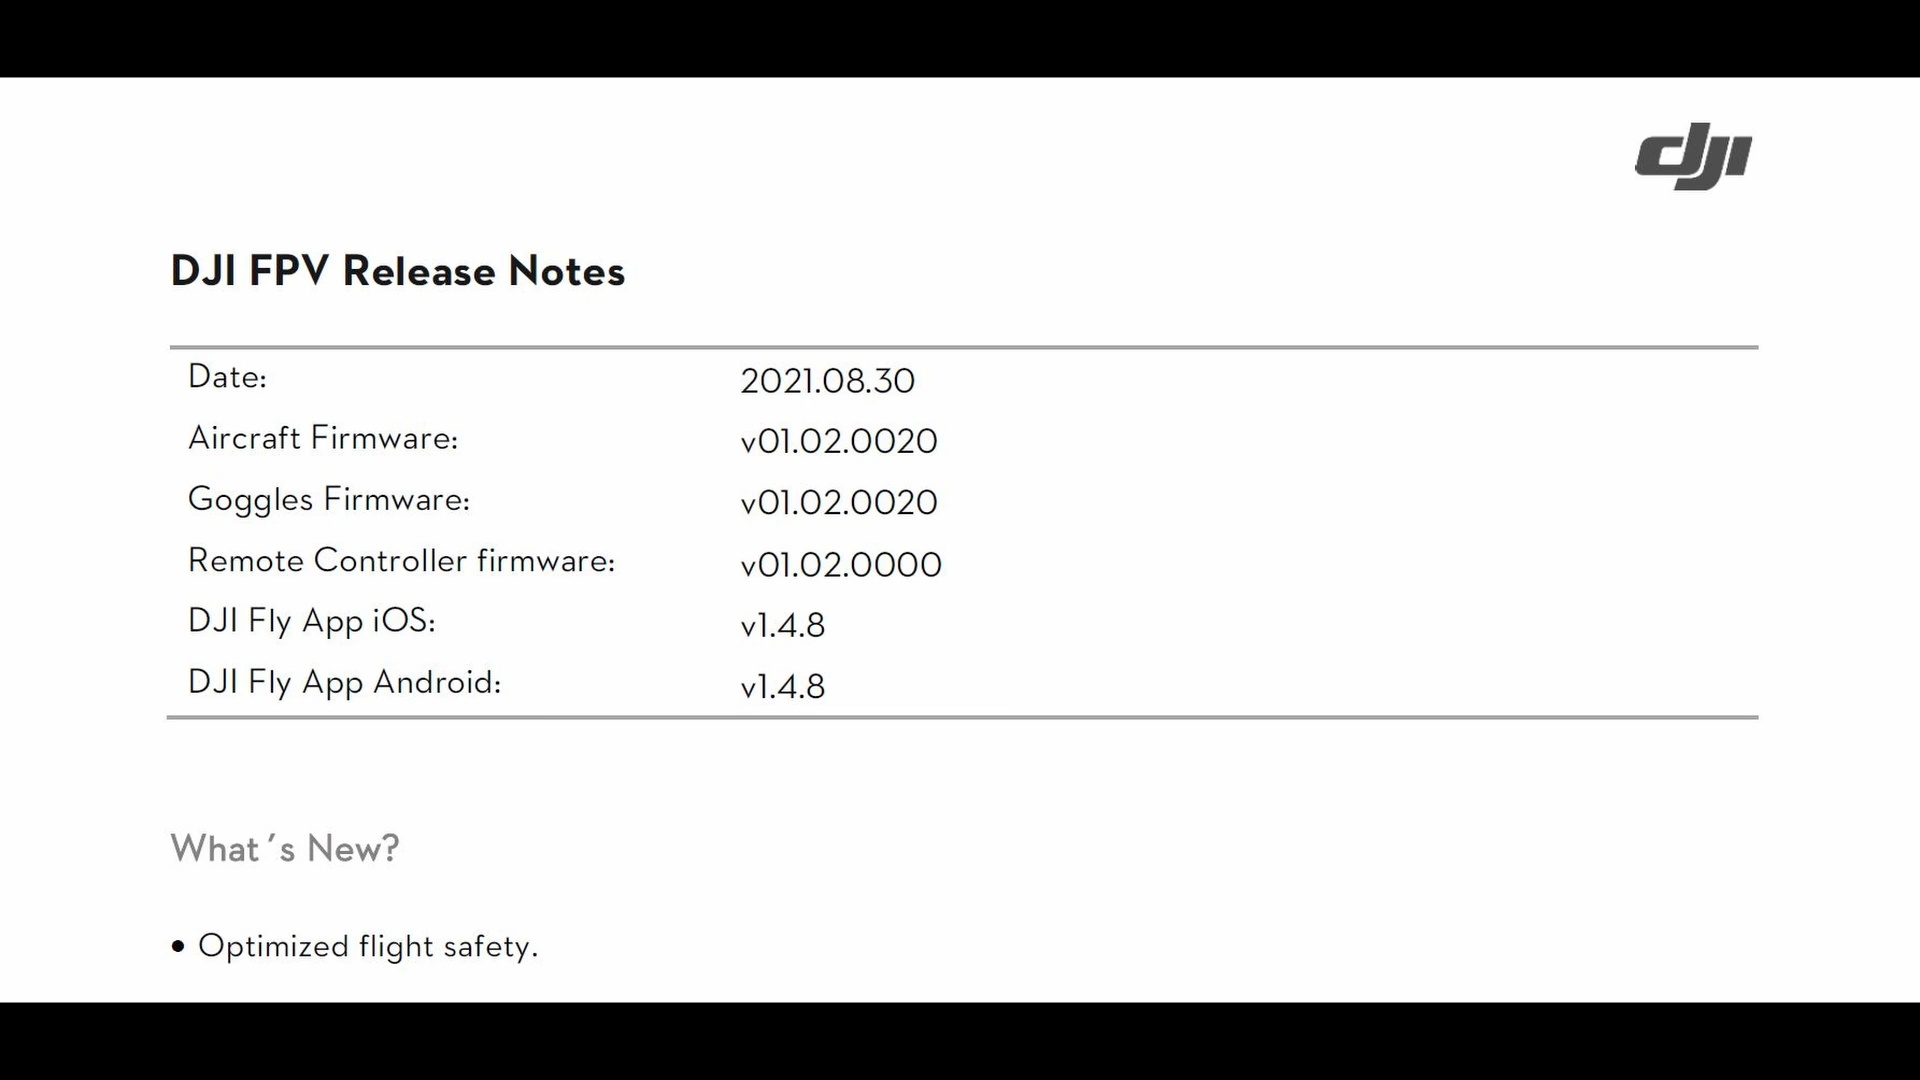 dji
DJI FPV Release Notes
Date: 2021.08.30
Aircraft Firmware: v01.02.0020
Goggles Firmware: v01.02.0020
Remote Controller firmware: v01.02.0000
DJI Fly App iOS: v1.4.8
DJI Fly App Android: v1.4.8
What´s New?
● Optimized flight safety.